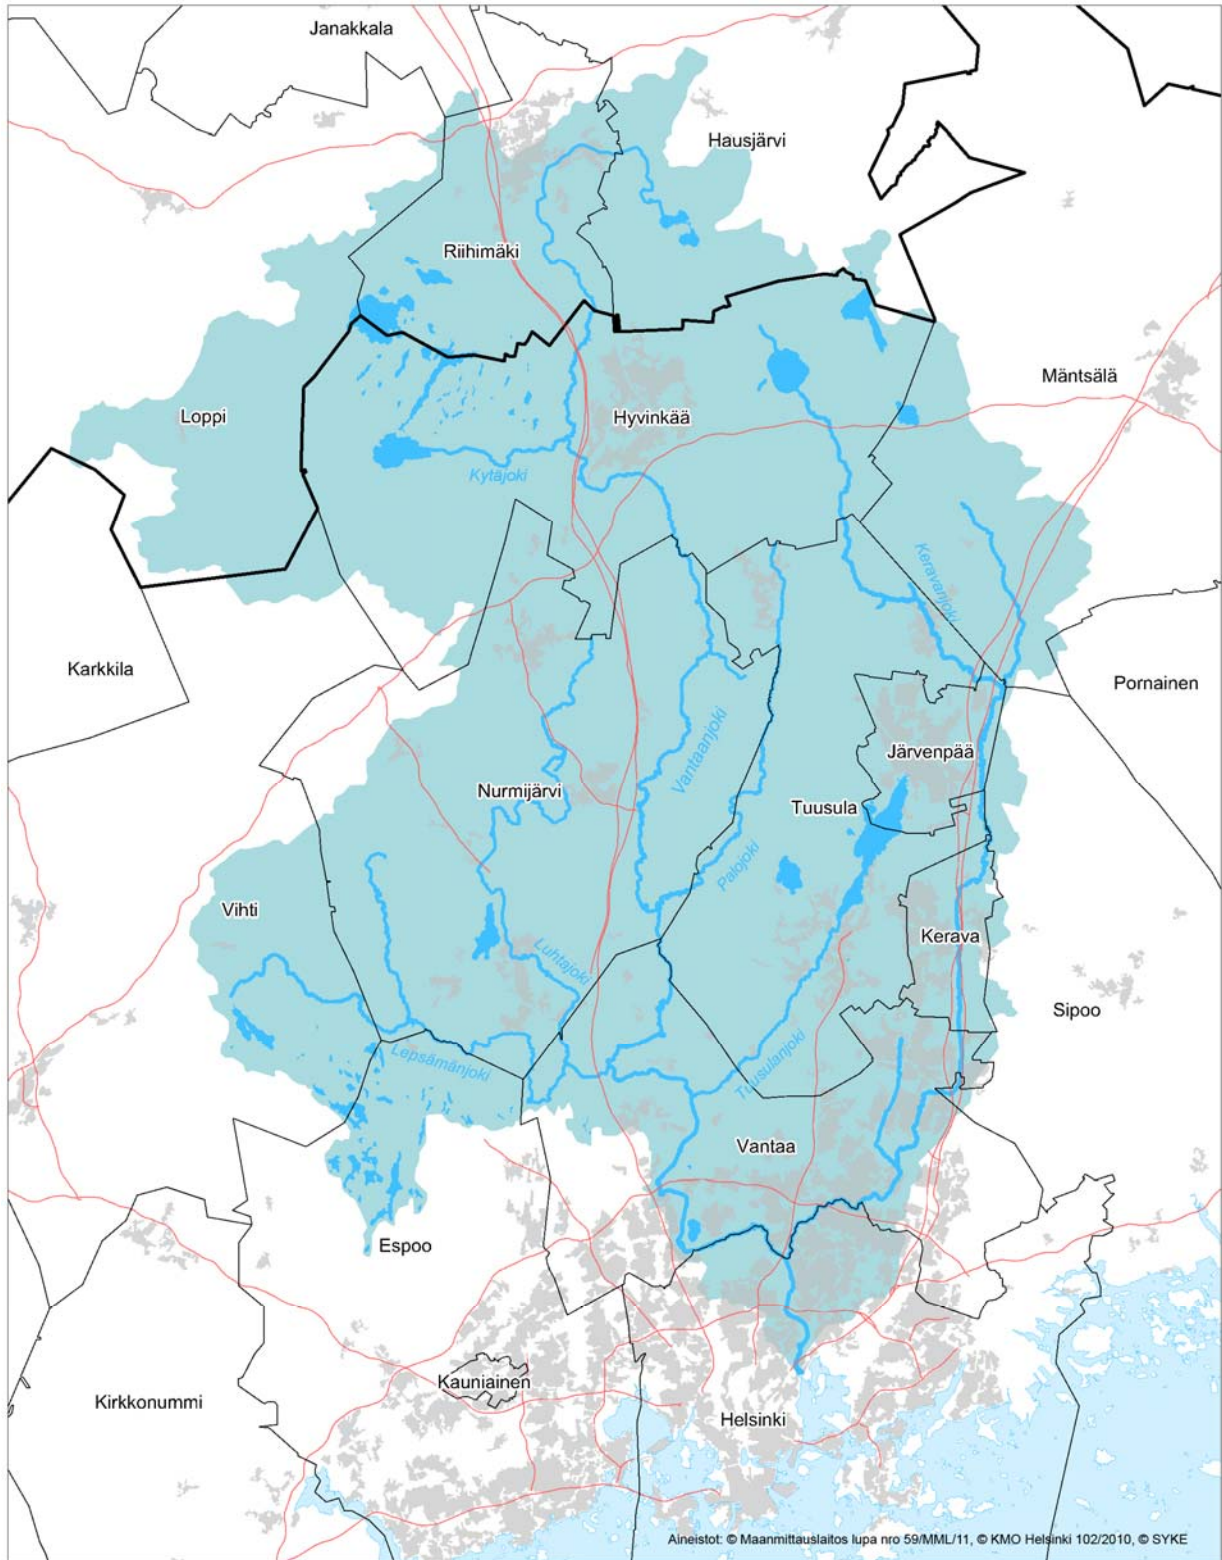 Janakkala
Hausjärvi
Riihimäki
Mäntsälä
Loppi
Hyvinkää
Kytäjoki
Keravanjoki
Karkkila
Pornainen
Vantaanjoki
Järvenpää
Nurmijärvi
Tuusula
Palojoki
Vihti
Kerava
Luhtajoki
Sipoo
Lepsämänjoki
Tuusulanjoki
Vantaa
Espoo
Kauniainen
Kirkkonummi
Helsinki
Aineistot: © Maanmittauslaitos lupa nro 59/MML/11, © KMO Helsinki 102/2010, © SYKE